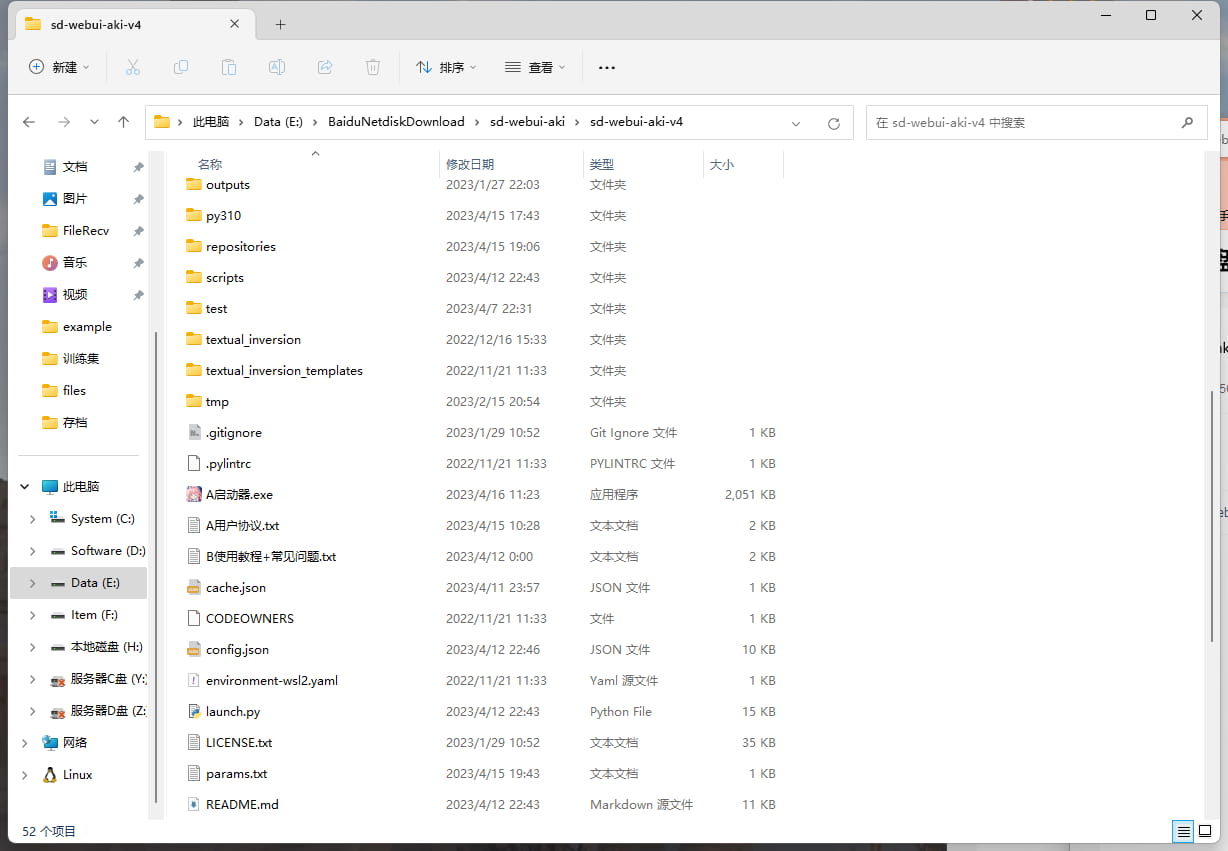 sd-webui-aki-v4
新建
排序
查看
此电脑 Data (E:) BaiduNetdiskDownload sd-webui-aki sd-webui-aki-v4
在 sd-webui-aki-v4 中搜索
文档
图片
FileRecv
音乐
视频
example
训练集
files
存档
此电脑
System (C:)
Software (D:)
Data (E:)
Item (F:)
本地磁盘 (H:)
服务器C盘 (Y:
服务器D盘 (Z:
网络
Linux
名称 修改日期 类型 大小
outputs 2023/1/27 22:03 文件夹
py310 2023/4/15 17:43 文件夹
repositories 2023/4/15 19:06 文件夹
scripts 2023/4/12 22:43 文件夹
test 2023/4/7 22:31 文件夹
textual_inversion 2022/12/16 15:33 文件夹
textual_inversion_templates 2022/11/21 11:33 文件夹
tmp 2023/2/15 20:54 文件夹
.gitignore 2023/1/29 10:52 Git Ignore 文件 1 KB
.pylintrc 2022/11/21 11:33 PYLINTRC 文件 1 KB
A启动器.exe 2023/4/16 11:23 应用程序 2,051 KB
A用户协议.txt 2023/4/15 10:28 文本文档 2 KB
B使用教程+常见问题.txt 2023/4/12 0:00 文本文档 2 KB
cache.json 2023/4/11 23:57 JSON 文件 1 KB
CODEOWNERS 2022/11/21 11:33 文件 1 KB
config.json 2023/4/12 22:46 JSON 文件 10 KB
environment-wsl2.yaml 2022/11/21 11:33 Yaml 源文件 1 KB
launch.py 2023/4/12 22:43 Python File 15 KB
LICENSE.txt 2023/1/29 10:52 文本文档 35 KB
params.txt 2023/4/15 19:43 文本文档 1 KB
README.md 2023/4/12 22:43 Markdown 源文件 11 KB
52 个项目